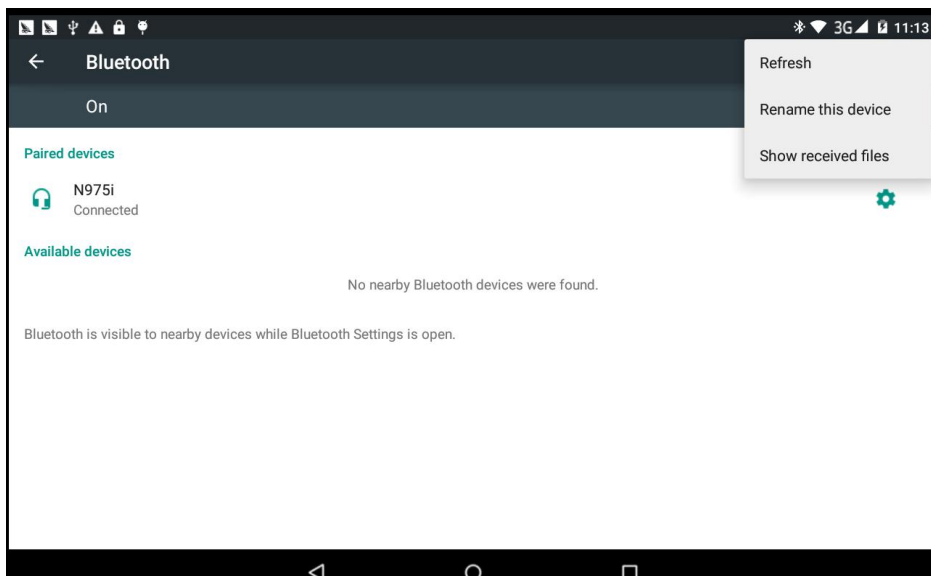 3G 11:13
Bluetooth
On
Refresh
Rename this device
Show received files
Paired devices
N975i
Connected
Available devices
No nearby Bluetooth devices were found.
Bluetooth is visible to nearby devices while Bluetooth Settings is open.